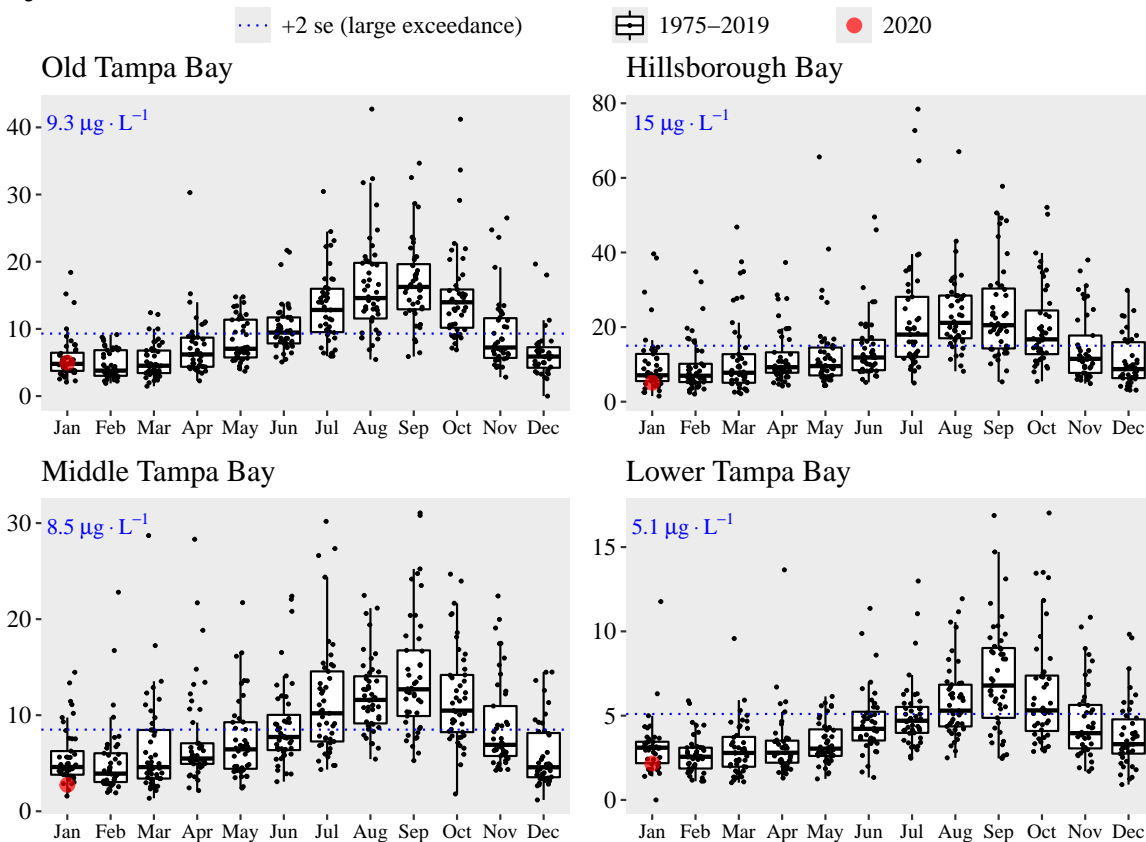 +2 se (large exceedance) 1975−2019 2020
Old Tampa Bay
9.3 μg · L−1
40
30
20
10
0
Jan Feb Mar Apr May Jun Jul Aug Sep Oct Nov Dec
Hillsborough Bay
15 μg · L−1
80
60
40
20
0
Jan Feb Mar Apr May Jun Jul Aug Sep Oct Nov Dec
Middle Tampa Bay
8.5 μg · L−1
30
20
10
0
Jan Feb Mar Apr May Jun Jul Aug Sep Oct Nov Dec
Lower Tampa Bay
5.1 μg · L−1
15
10
5
0
Jan Feb Mar Apr May Jun Jul Aug Sep Oct Nov Dec